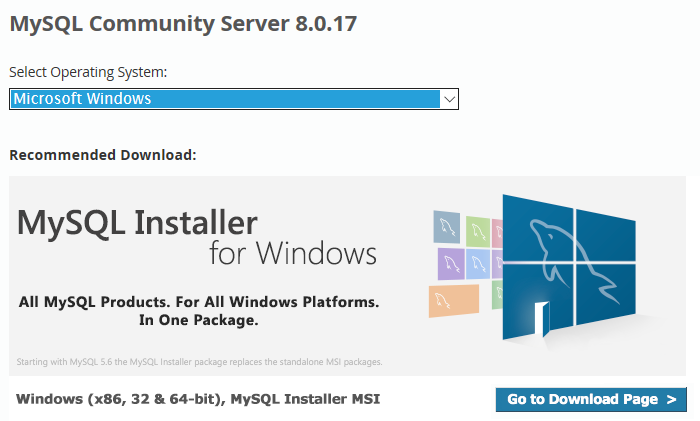 MySQL Community Server 8.0.17
Select Operating System:
Microsoft Windows
Recommended Download:
MySQL Installer
for Windows
All MySQL Products. For All Windows Platforms.
In One Package.
Starting with MySQL 5.6 the MySQL Installer package replaces the standalone MSI packages.
Windows (x86, 32 & 64-bit), MySQL Installer MSI
Go to Download Page >